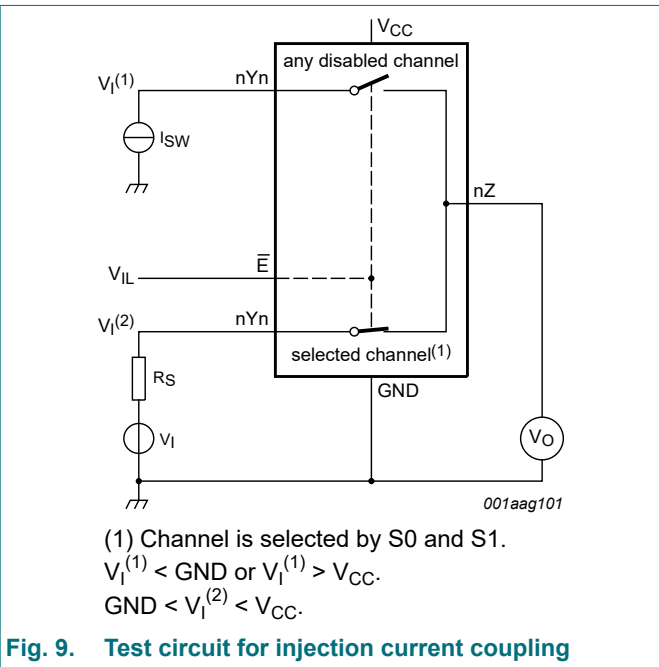 VCC
any disabled channel
VI(1)
nYn
ISW
nZ
VIL
E̅
VI(2)
nYn
selected channel(1)
RS
GND
VI
VO
001aag101
(1) Channel is selected by S0 and S1.
VI(1) < GND or VI(1) > VCC.
GND < VI(2) < VCC.
Fig. 9. Test circuit for injection current coupling